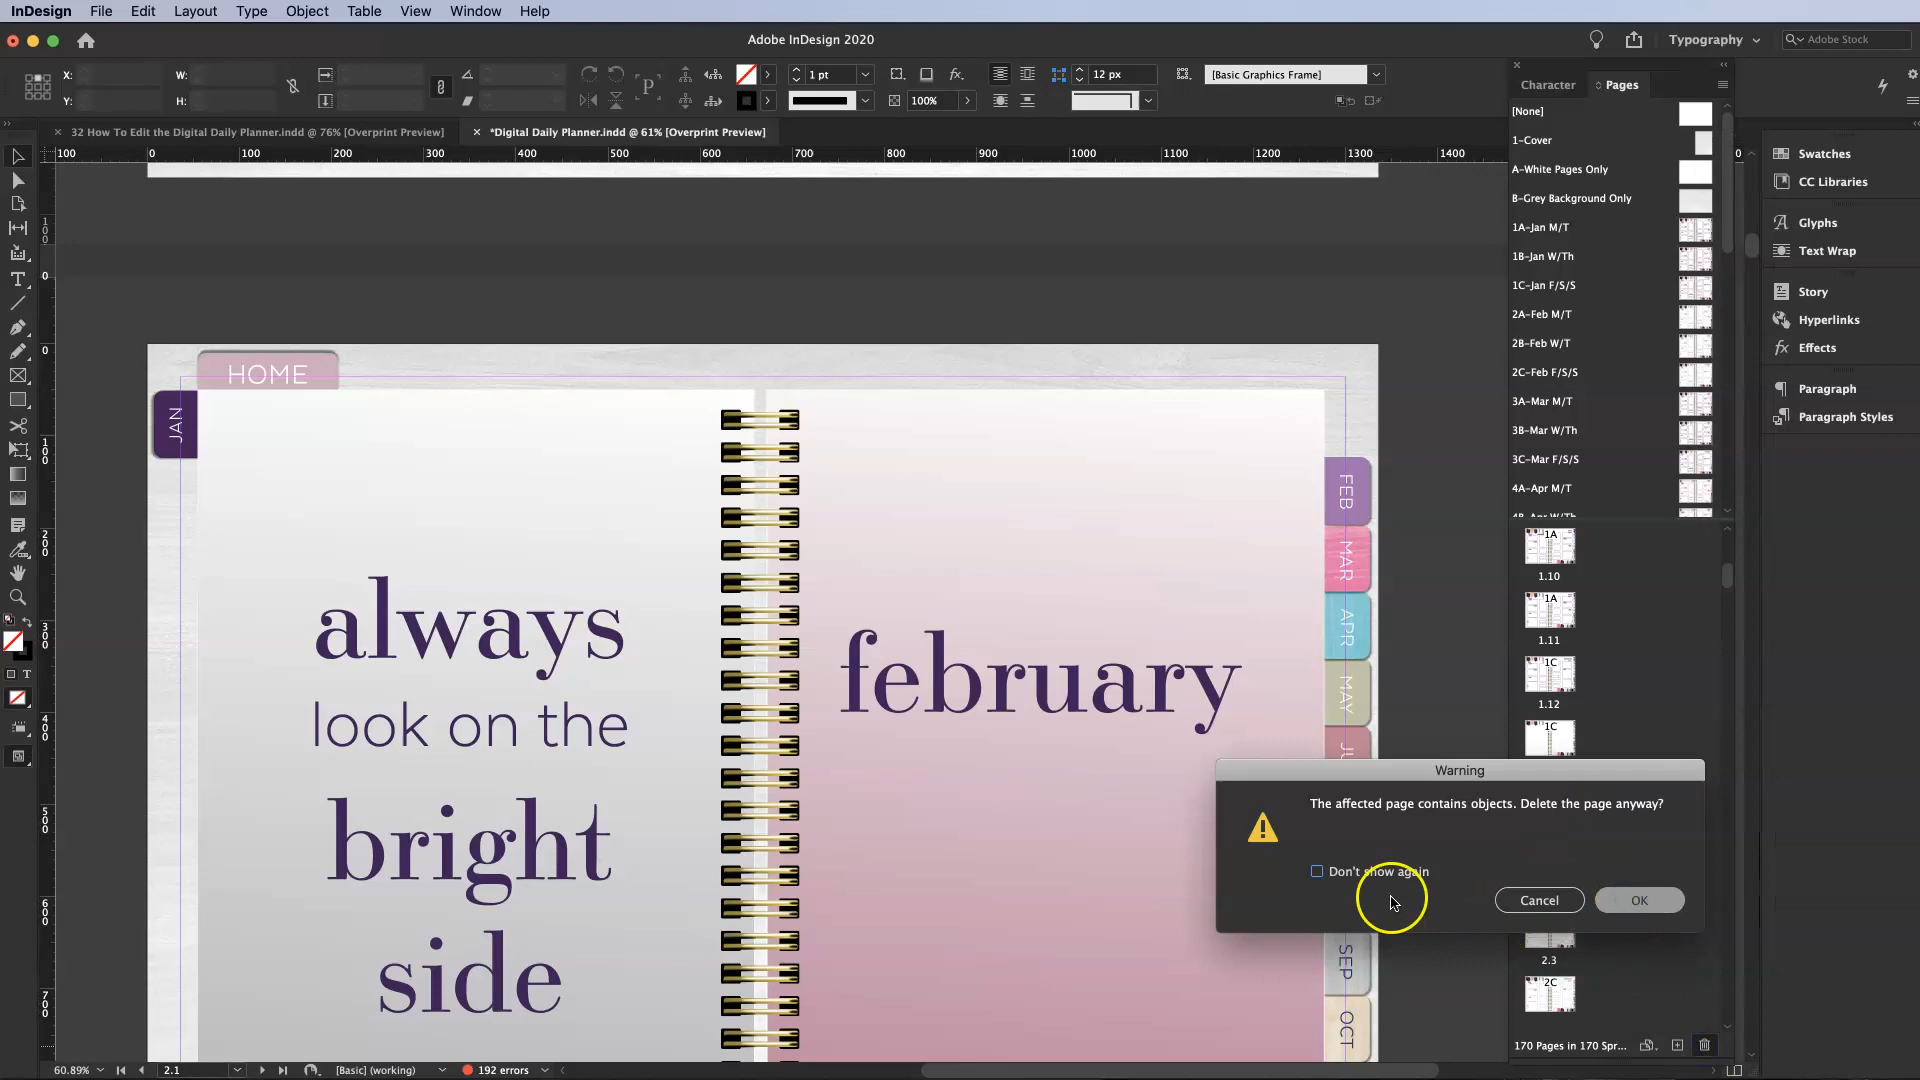 InDesign File Edit Layout Type Object Table View Window Help
Adobe InDesign 2020
Typography
Adobe Stock
X: W: 1 pt 12 px [Basic Graphics Frame]
Y: H: 100%
Character Pages
32 How To Edit the Digital Daily Planner.indd @ 76% [Overprint Preview]
*Digital Daily Planner.indd @ 61% [Overprint Preview]
100 0 100 200 300 400 500 600 700 800 900 1000 1100 1200 1300 1400
[None]
1-Cover
A-White Pages Only
B-Grey Background Only
1A-Jan M/T
1B-Jan W/Th
1C-Jan F/S/S
2A-Feb M/T
2B-Feb W/T
2C-Feb F/S/S
3A-Mar M/T
3B-Mar W/Th
3C-Mar F/S/S
4A-Apr M/T
4B-Apr W/Th
Swatches
CC Libraries
Glyphs
Text Wrap
Story
Hyperlinks
Effects
Paragraph
Paragraph Styles
HOME
JAN
always
look on the
bright
side
february
FEB
MAR
APR
MAY
SEP
OCT
1A
1.10
1A
1.11
1C
1.12
1C
Warning
The affected page contains objects. Delete the page anyway?
Don't show again
Cancel OK
2.3
2C
170 Pages in 170 Spr...
60.89% 2.1 [Basic] (working) 192 errors